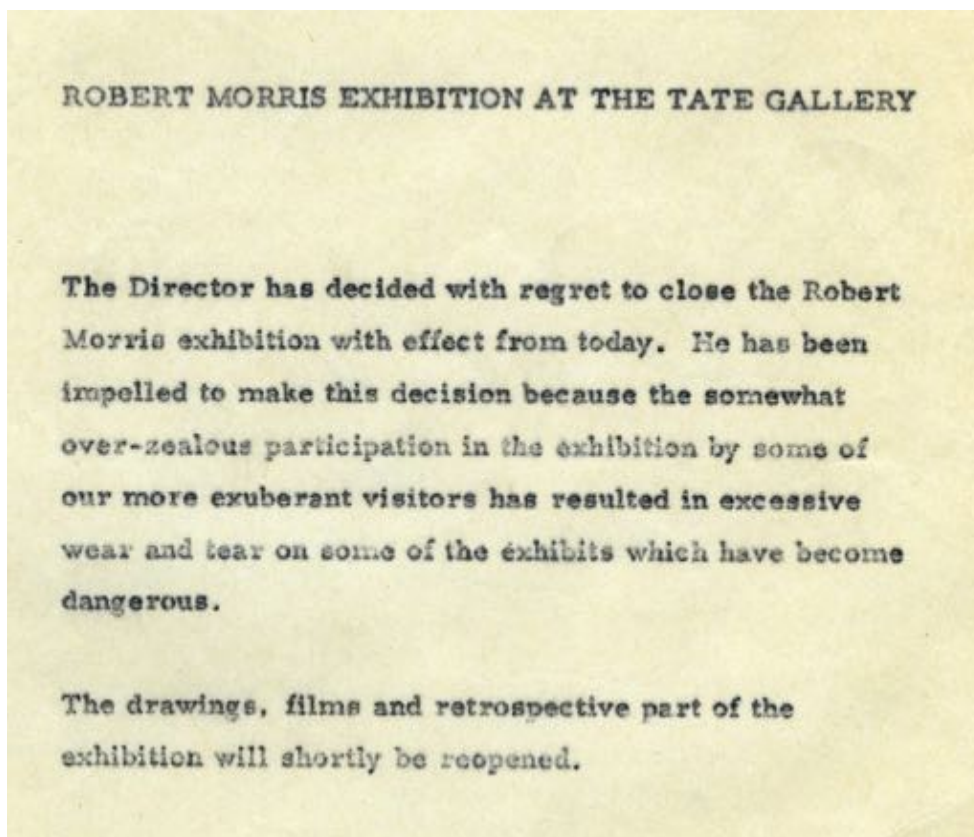 ROBERT MORRIS EXHIBITION AT THE TATE GALLERY
The Director has decided with regret to close the Robert
Morris exhibition with effect from today. He has been
impelled to make this decision because the somewhat
over-zealous participation in the exhibition by some of
our more exuberant visitors has resulted in excessive
wear and tear on some of the exhibits which have become
dangerous.
The drawings, films and retrospective part of the
exhibition will shortly be reopened.